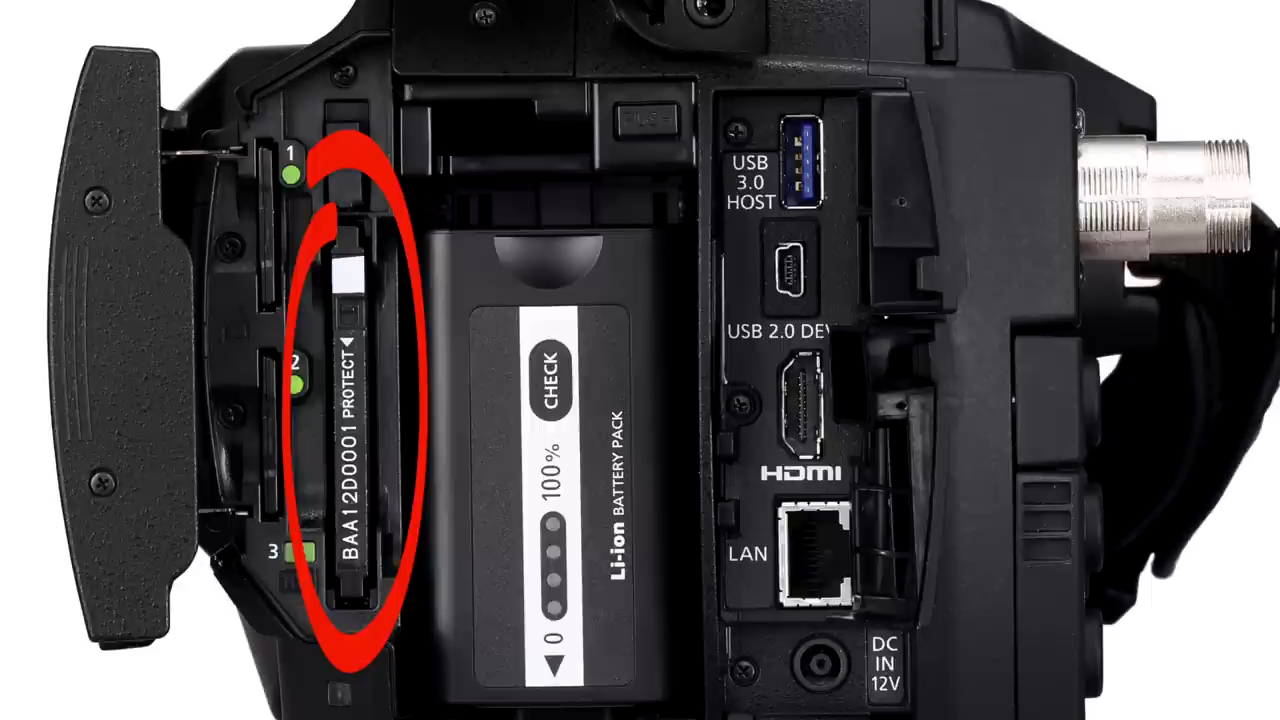 1
2
3
BAA12D0001 PROTECT◀
CHECK
◀ 0 100%
Li-ion BATTERY PACK
USB
3.0
HOST
USB 2.0 DEV
HDMI
LAN
DC
IN
12V